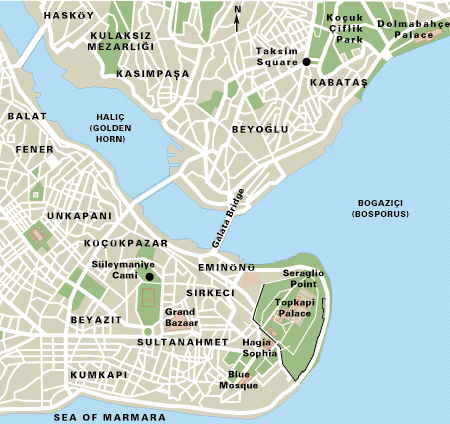 HASKÖY
KULAKSIZ
MEZARLIĞI
KASIMPAŞA
N
Koçuk
Çiflik
Park
Dolmabahçe
Palace
Taksim
Square
KABATAŞ
BALAT
HALIÇ
(GOLDEN
HORN)
BEYOĞLU
FENER
BOGAZIÇI
(BOSPORUS)
UNKAPANI
Galata Bridge
KÜÇÜKPAZAR
EMINÖNÜ
Süleymaniye
Cami
Seraglio
Point
SIRKECI
Topkapi
Palace
BEYAZIT
Grand
Bazaar
SULTANAHMET
Hagia
Sophia
KUMKAPI
Blue
Mosque
SEA OF MARMARA